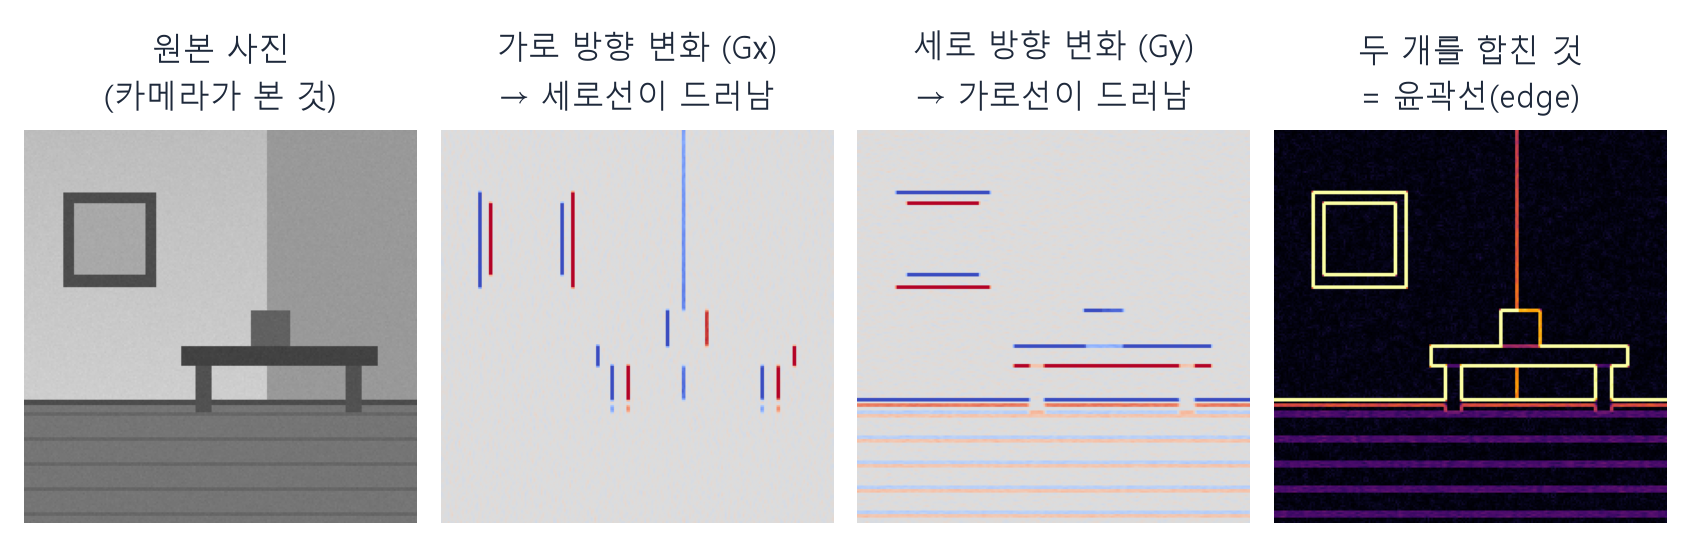 원본 사진
(카메라가 본 것)
가로 방향 변화 (Gx)
→ 세로선이 드러남
세로 방향 변화 (Gy)
→ 가로선이 드러남
두 개를 합친 것
= 윤곽선(edge)